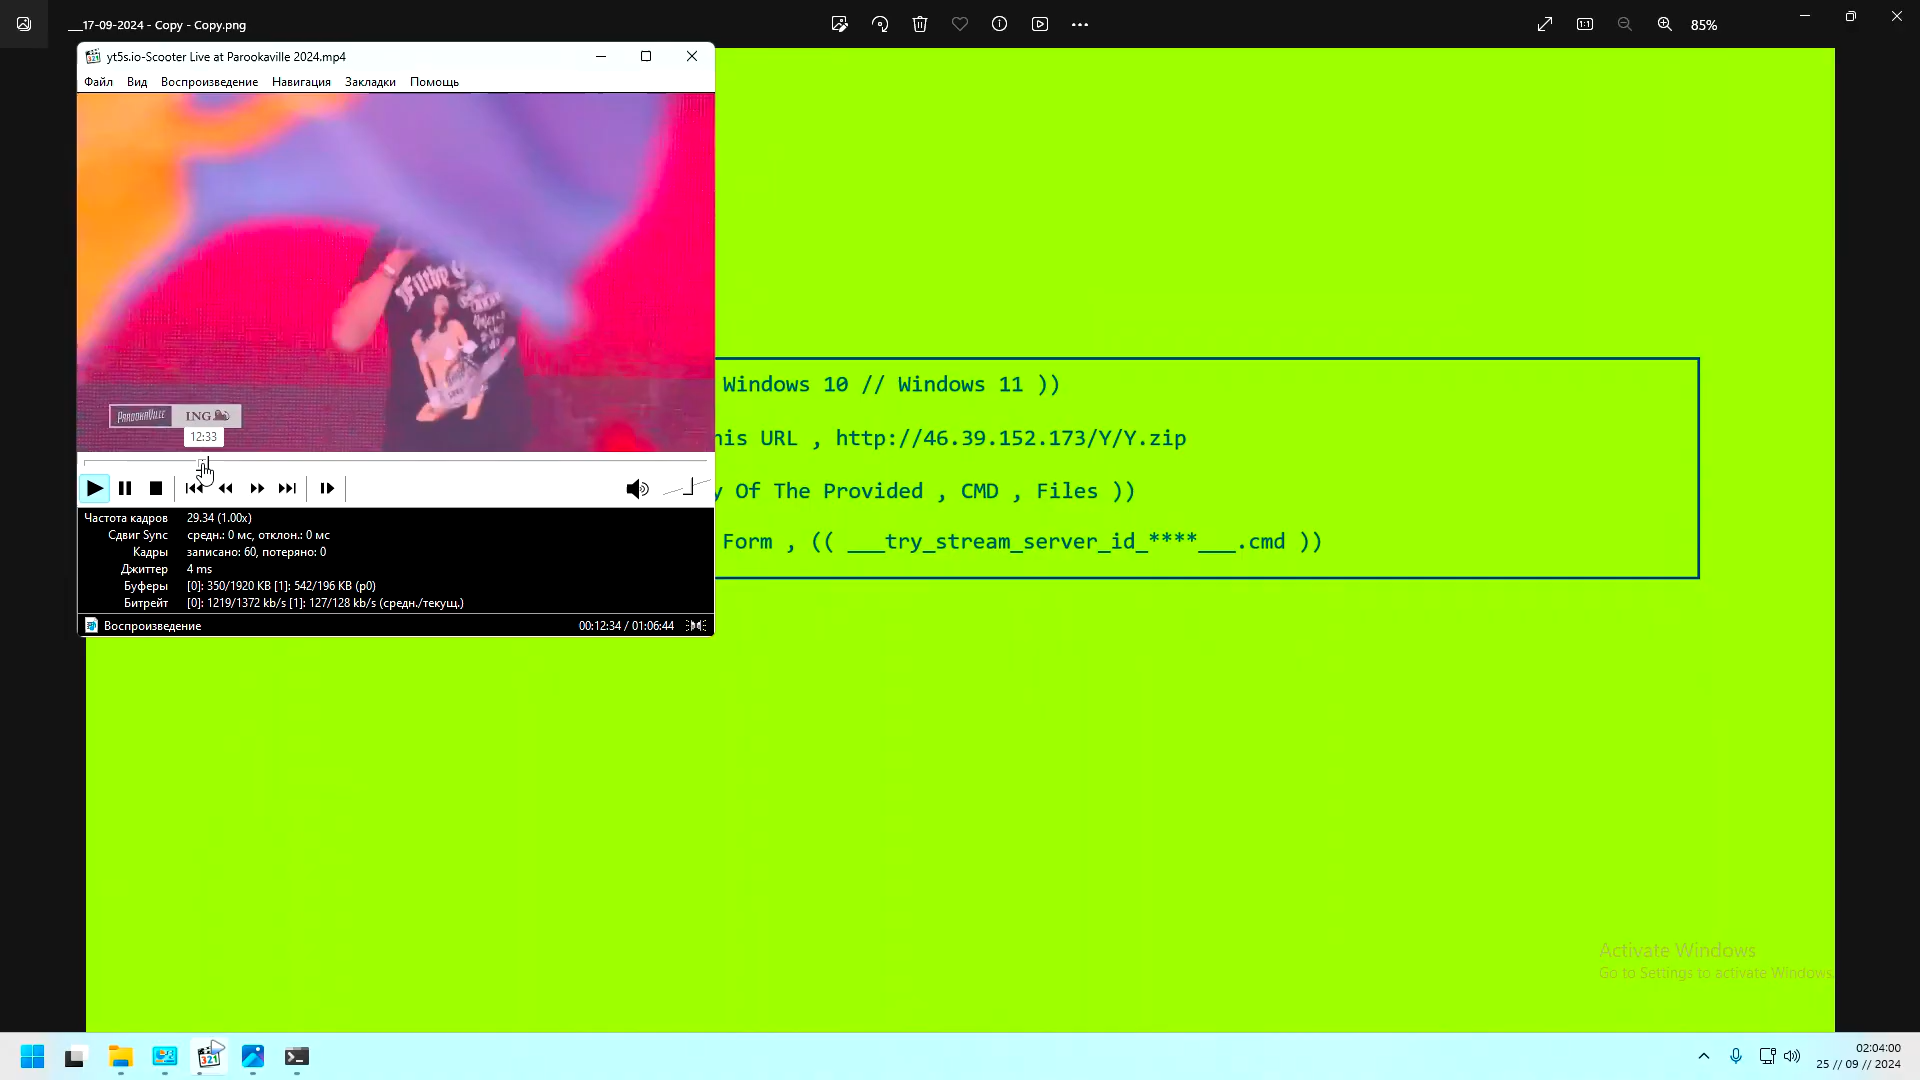 ___17-09-2024 - Copy - Copy.png
85%
yt5s.io-Scooter Live at Parookaville 2024.mp4
Файл Вид Воспроизведение Навигация Закладки Помощь
Filthy
PAROOKAVILLE ING
12:33
Частота кадров 29.34 (1.00x)
Сдвиг Sync средн.: 0 мс, отклон.: 0 мс
Кадры записано: 60, потеряно: 0
Джиттер 4 ms
Буферы [0]: 350/1920 KB [1]: 542/196 KB (p0)
Битрейт [0]: 1219/1372 kb/s [1]: 127/128 kb/s (средн./текущ.)
Воспроизведение 00:12:34 / 01:06:44
Windows 10 // Windows 11 ))
his URL , http://46.39.152.173/Y/Y.zip
y Of The Provided , CMD , Files ))
Form , (( ___try_stream_server_id_****___.cmd ))
Activate Windows
Go to Settings to activate Windows.
321
02:04:00
25 // 09 // 2024